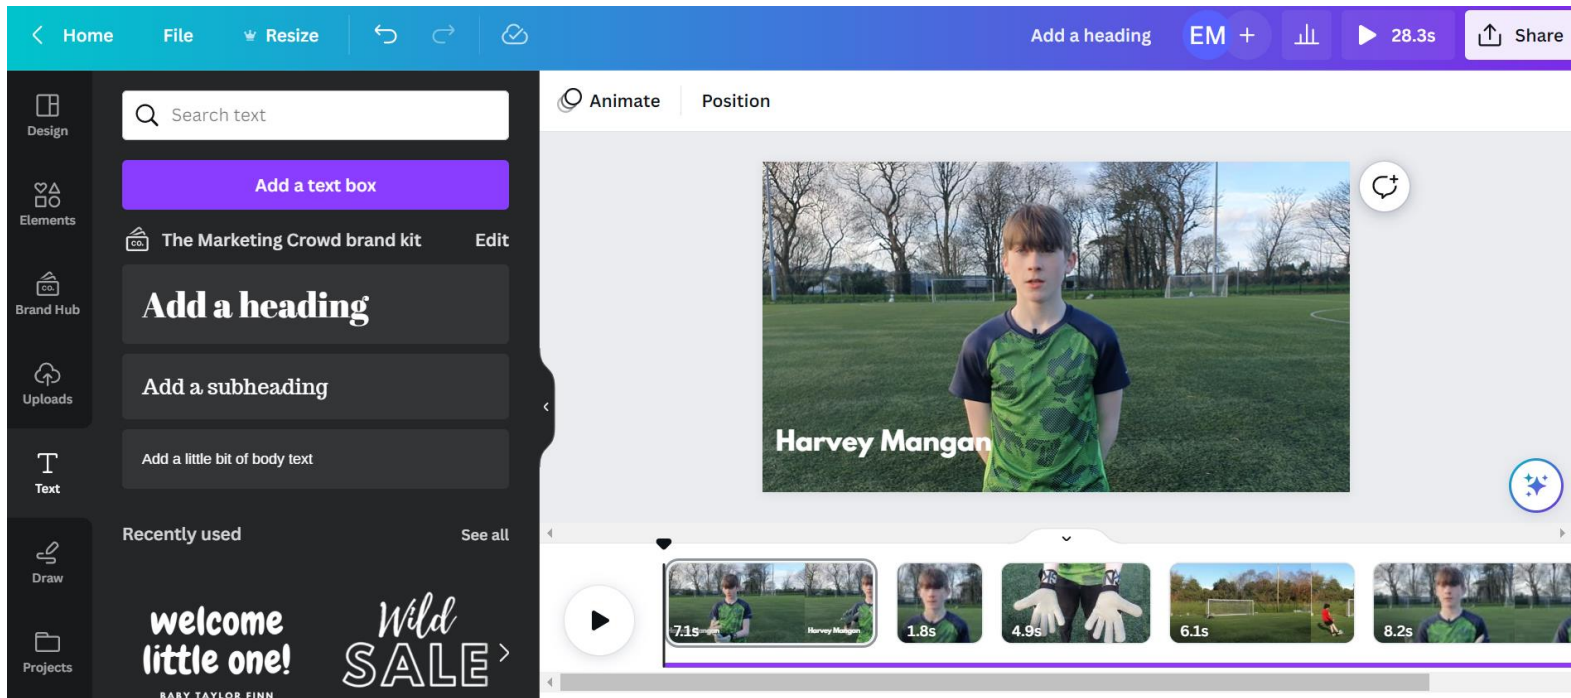 Home File Resize Add a heading EM + 28.3s Share
Design
Elements
Brand Hub
Uploads
Text
Draw
Projects
Search text
Add a text box
CO. The Marketing Crowd brand kit Edit
Add a heading
Add a subheading
Add a little bit of body text
Recently used See all
welcome
little one!
BABY TAYLOR FINN
Wild
SALE
Animate Position
Harvey Mangan
7.1s Harvey Mangan 1.8s 4.9s 6.1s 8.2s